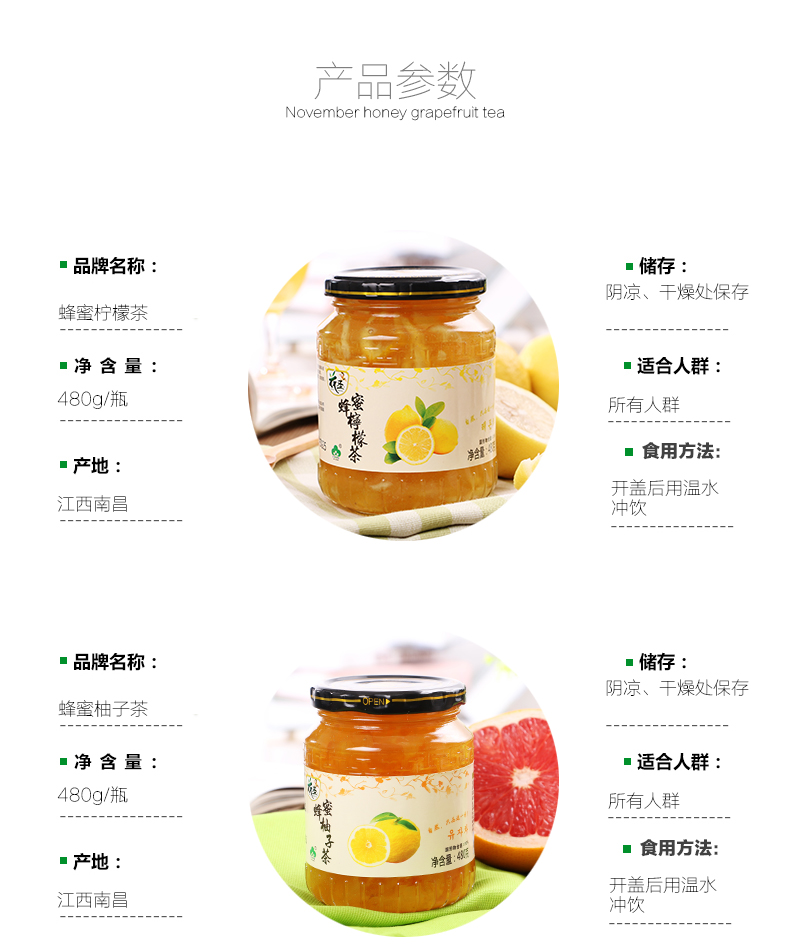 产品参数
November honey grapefruit tea
品牌名称：
蜂蜜柠檬茶
净 含 量：
480g/瓶
产地：
江西南昌
蜂蜜檸檬茶
净含量：
储存：
阴凉、干燥处保存
适合人群：
所有人群
食用方法:
开盖后用温水
冲饮
品牌名称：
蜂蜜柚子茶
净 含 量：
480g/瓶
产地：
江西南昌
OPEN
蜂蜜柚子茶
净含量：480克
储存：
阴凉、干燥处保存
适合人群：
所有人群
食用方法:
开盖后用温水
冲饮